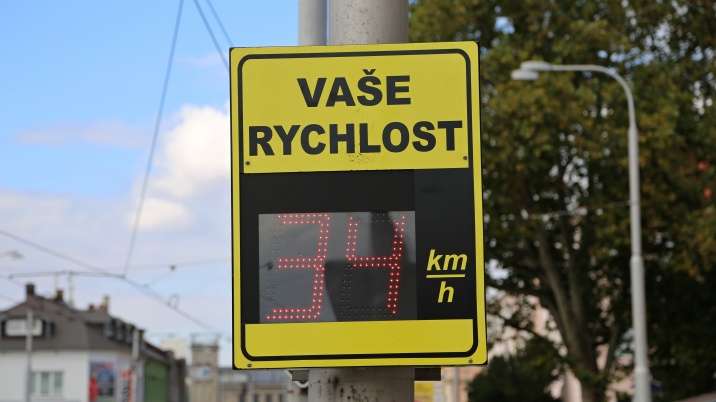 VAŠE
RYCHLOST
34
km
h